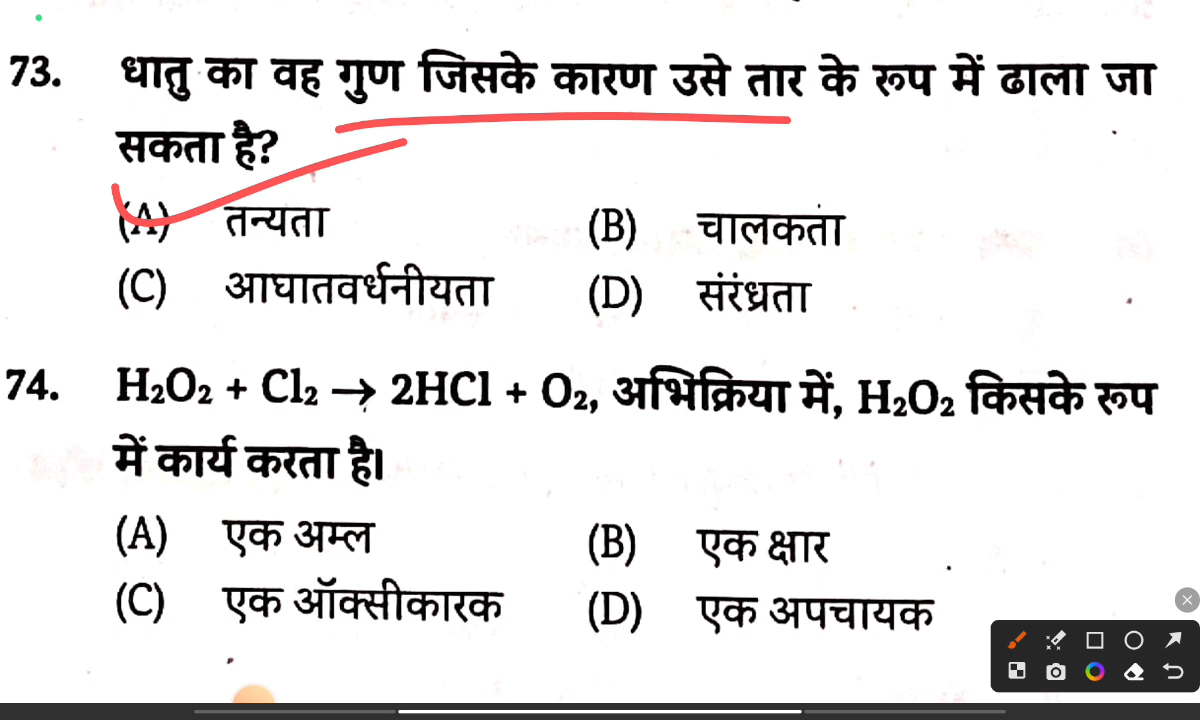 73. धातु का वह गुण जिसके कारण उसे तार के रूप में ढाला जा
सकता है?
(A) तन्यता (B) चालकता
(C) आघातवर्धनीयता (D) संरंध्रता
74. H₂O₂ + Cl₂ → 2HCl + O₂, अभिक्रिया में, H₂O₂ किसके रूप
में कार्य करता है।
(A) एक अम्ल (B) एक क्षार
(C) एक ऑक्सीकारक (D) एक अपचायक